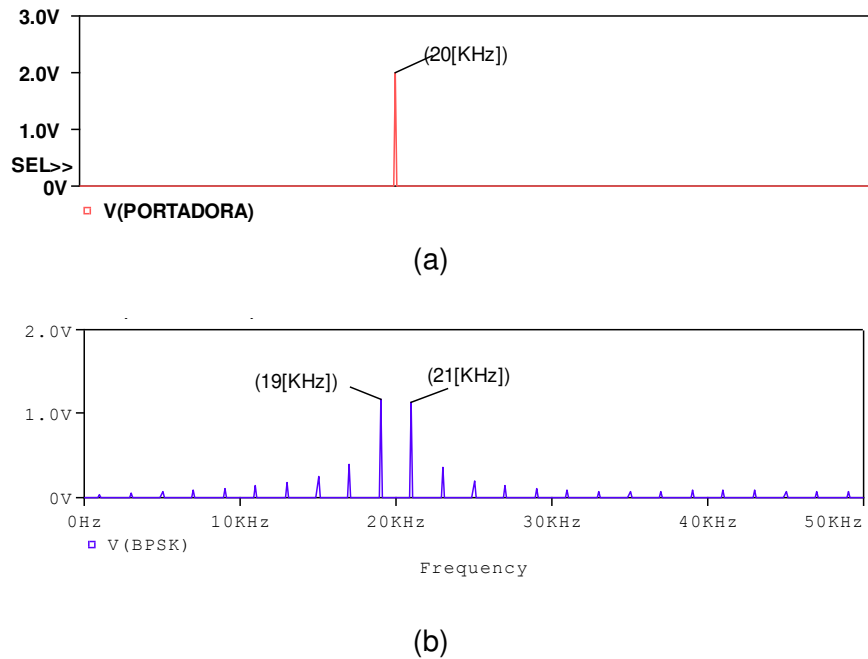 3.0V
(20[KHz])
2.0V
1.0V
SEL>>
0V
V(PORTADORA)
(a)
2.0V
(19[KHz])
(21[KHz])
1.0V
0V
0Hz 10KHz 20KHz 30KHz 40KHz 50KHz
V(BPSK)
Frequency
(b)